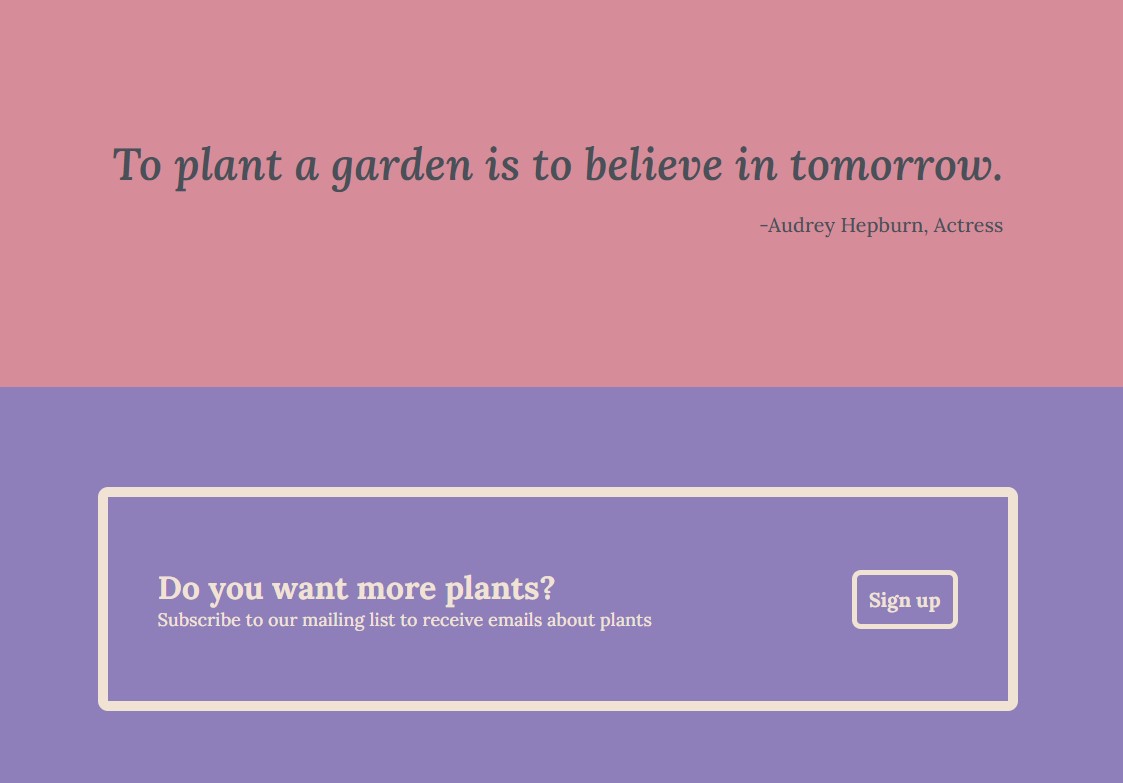 To plant a garden is to believe in tomorrow.
-Audrey Hepburn, Actress
Do you want more plants?
Subscribe to our mailing list to receive emails about plants
Sign up